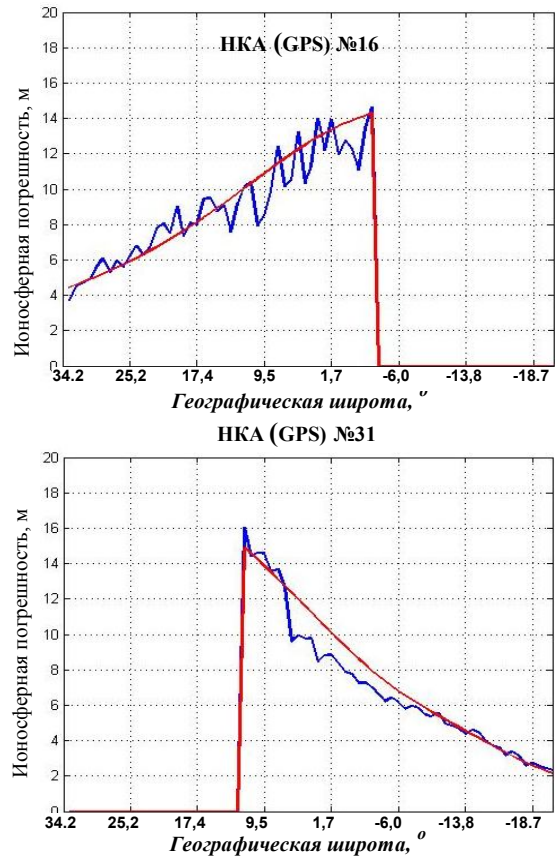 НКА (GPS) №16
Ионосферная погрешность, м
20
18
16
14
12
10
8
6
4
2
0
34.2 25,2 17,4 9,5 1,7 -6,0 -13,8 -18.7
Географическая широта, º
НКА (GPS) №31
Ионосферная погрешность, м
20
18
16
14
12
10
8
6
4
2
0
34.2 25,2 17,4 9,5 1,7 -6,0 -13,8 -18.7
Географическая широта, º